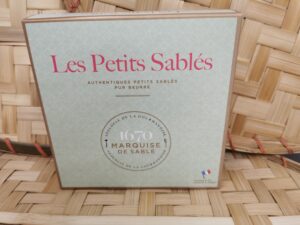 Les Petits Sablés
AUTHENTIQUES PETITS SABLÉS
PUR BEURRE
1670
MARQUISE
DE SABLÉ